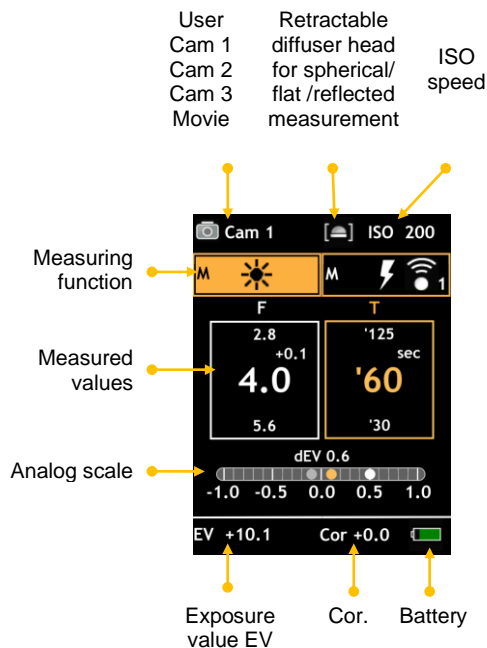 User
Cam 1
Cam 2
Cam 3
Movie
Retractable
diffuser head
for spherical/
flat /reflected
measurement
ISO
speed
Cam 1 [ ] ISO 200
Measuring
function
M M 1
F T
Measured
values
2.8 '125
+0.1 sec
4.0 '60
5.6 '30
Analog scale
dEV 0.6
-1.0 -0.5 0.0 0.5 1.0
EV +10.1 Cor +0.0
Exposure
value EV
Cor.
Battery